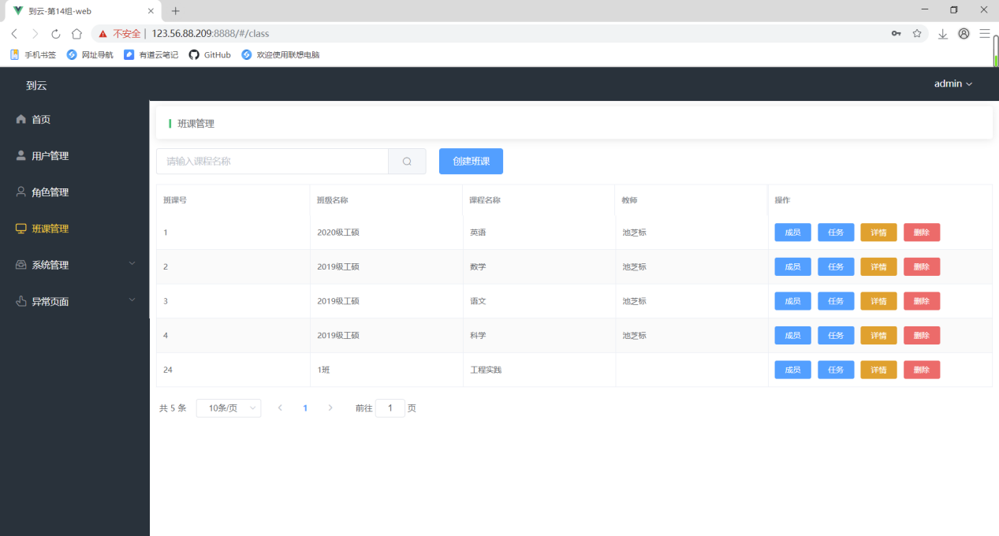 到云-第14组-web
不安全 | 123.56.88.209:8888/#/class
手机书签 网址导航 有道云笔记 GitHub 欢迎使用联想电脑
到云
admin
首页
用户管理
角色管理
班课管理
系统管理
异常页面
班课管理
请输入课程名称
创建班课
班课号 班级名称 课程名称 教师 操作
1 2020级工硕 英语 池芝标 成员 任务 详情 删除
2 2019级工硕 数学 池芝标 成员 任务 详情 删除
3 2019级工硕 语文 池芝标 成员 任务 详情 删除
4 2019级工硕 科学 池芝标 成员 任务 详情 删除
24 1班 工程实践 成员 任务 详情 删除
共 5 条 10条/页 1 前往 1 页